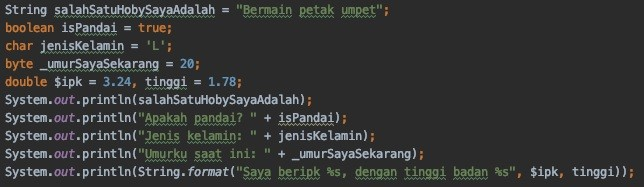 String salahSatuHobySayaAdalah = "Bermain petak umpet";
boolean isPandai = true;
char jenisKelamin = 'L';
byte _umurSayaSekarang = 20;
double $ipk = 3.24, tinggi = 1.78;
System.out.println(salahSatuHobySayaAdalah);
System.out.println("Apakah pandai? " + isPandai);
System.out.println("Jenis kelamin: " + jenisKelamin);
System.out.println("Umurku saat ini: " + _umurSayaSekarang);
System.out.println(String.format("Saya beripk %s, dengan tinggi badan %s", $ipk, tinggi));